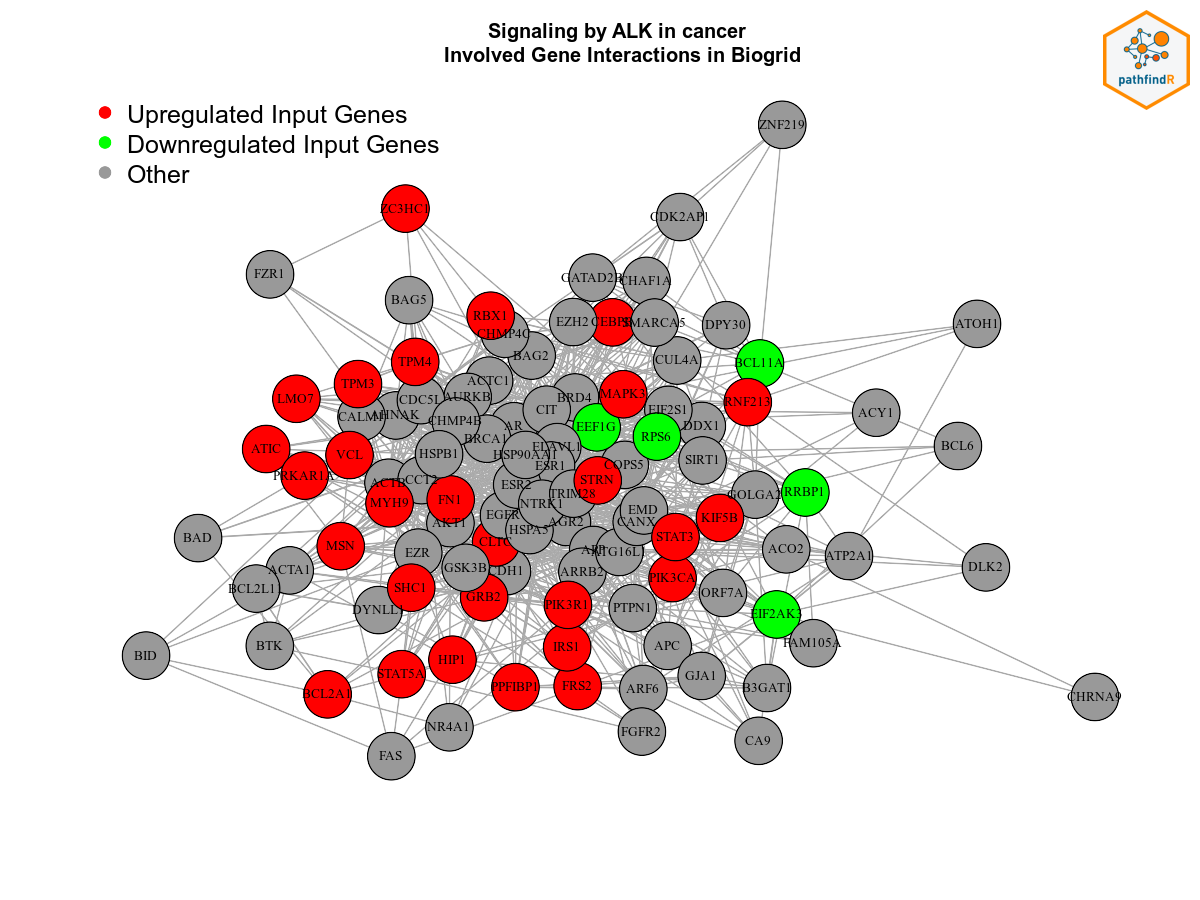 Signaling by ALK in cancer
Involved Gene Interactions in Biogrid
pathfindR
Upregulated Input Genes
Downregulated Input Genes
Other
ZNF219
ZC3HC1
CDK2AP1
FZR1
GATAD2B
CHAF1A
BAG5
RBX1
EZH2
SMARCA5
DPY30
ATOH1
CHMP4C
BAG2
TPM4
CUL4A
BCL11A
TPM3
ACTC1
LMO7
CDC5L
AURKB
BRD4
MAPK3
RNF213
AHNAK
CIT
EIF2S1
ACY1
CHMP4B
AR
EEF1G
DDX1
BRCA1
RPS6
ATIC
VCL
HSPB1
HSP90AA1
ELAVL1
BCL6
ESR1
COPS5
SIRT1
PRKAR1A
ACTB
CCT2
ESR2
STRN
TRIM28
GOLGA2
RRBP1
MYH9
FN1
NTRK1
EMD
KIF5B
AKT1
EGFR
HSPA5
AGR2
CANX
BAD
MSN
CLTC
STAT3
EZR
APP
ACO2
ATP2A1
ACTA1
GSK3B
CDH1
ARRB2
PIK3CA
DLK2
BCL2L1
SHC1
GRB2
ORF7A
PIK3R1
PTPN1
EIF2AK3
BTK
IRS1
APC
FAM105A
BID
HIP1
STAT5A
GJA1
BCL2A1
PPFIBP1
FRS2
ARF6
B3GAT1
CHRNA9
NR4A1
FGFR2
CA9
FAS